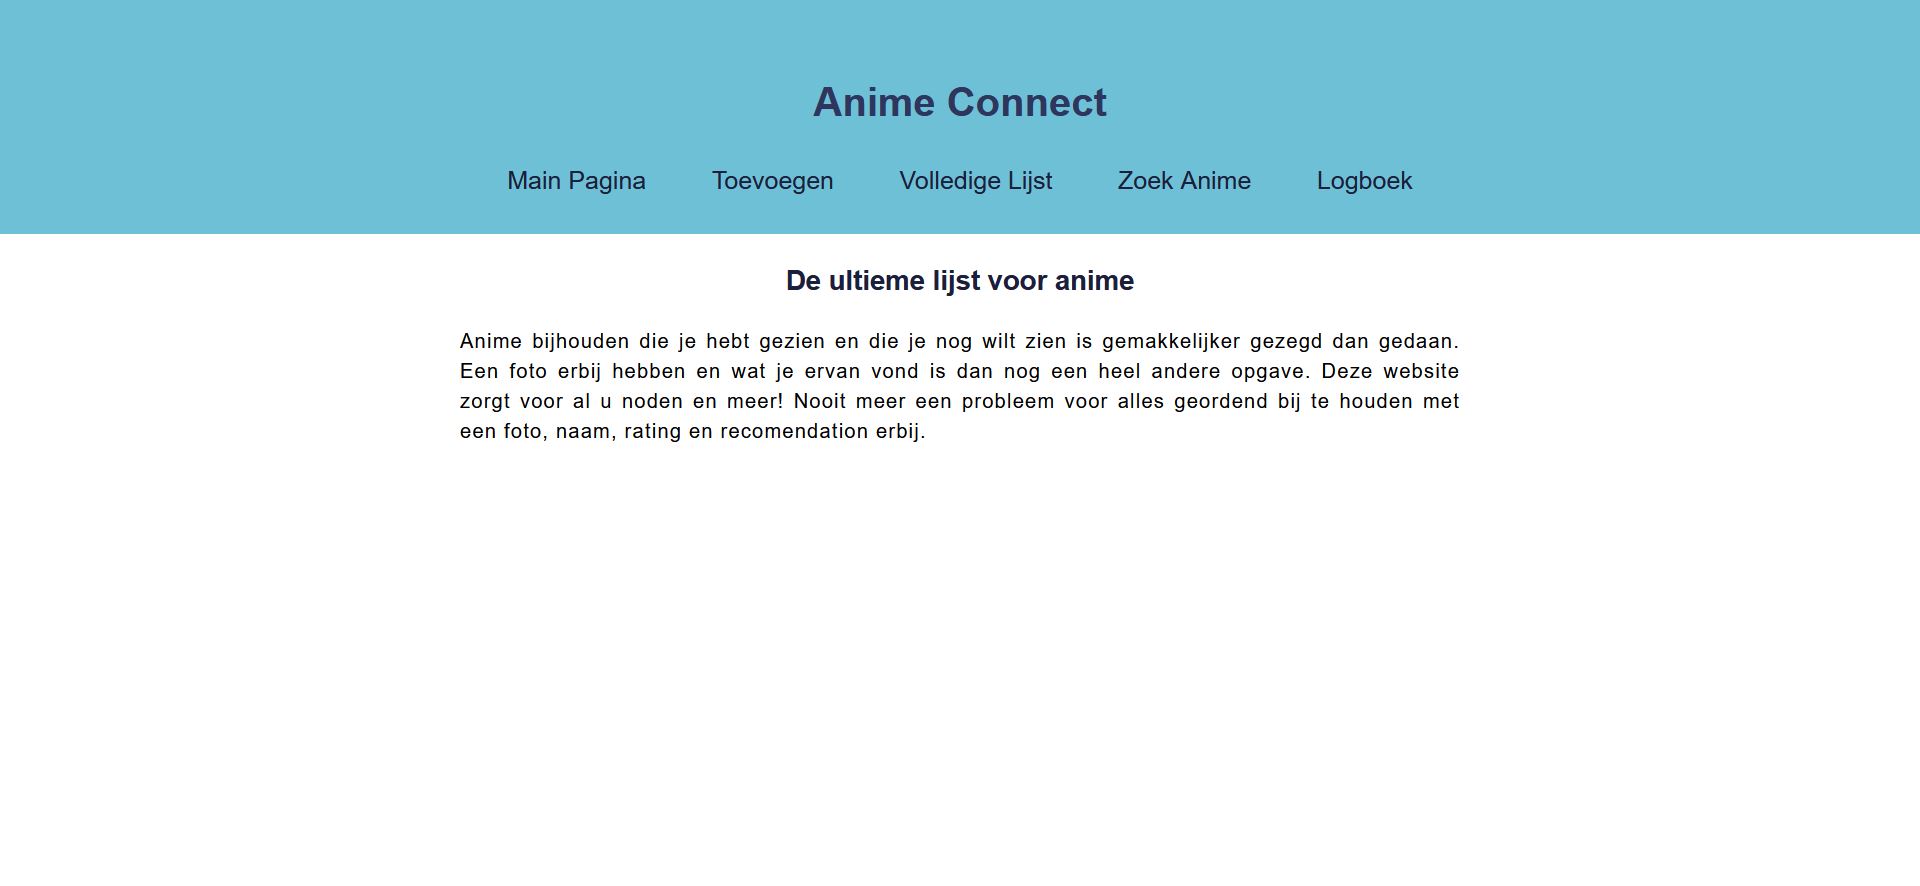 Anime Connect
Main Pagina Toevoegen Volledige Lijst Zoek Anime Logboek
De ultieme lijst voor anime
Anime bijhouden die je hebt gezien en die je nog wilt zien is gemakkelijker gezegd dan gedaan.
Een foto erbij hebben en wat je ervan vond is dan nog een heel andere opgave. Deze website
zorgt voor al u noden en meer! Nooit meer een probleem voor alles geordend bij te houden met
een foto, naam, rating en recomendation erbij.